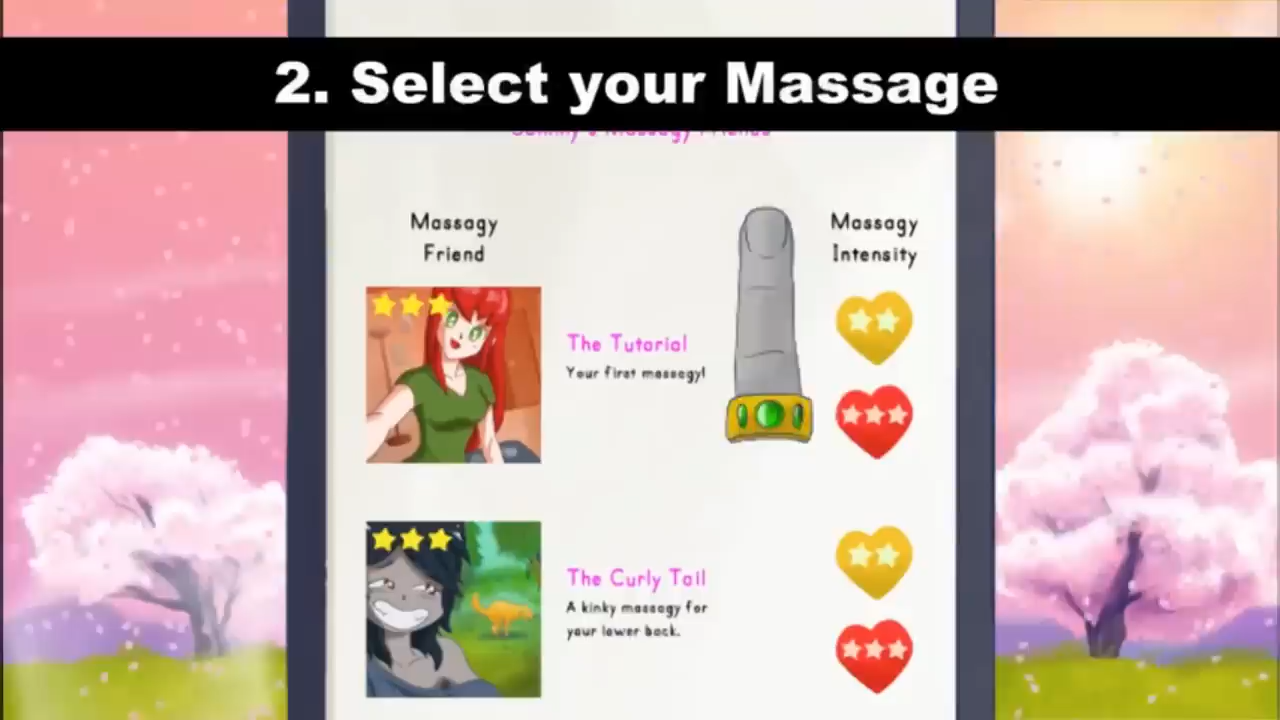 2. Select your Massage
Massagy
Friend
Massagy
Intensity
The Tutorial
Your first massagy!
The Curly Tail
A kinky massagy for
your lower back.